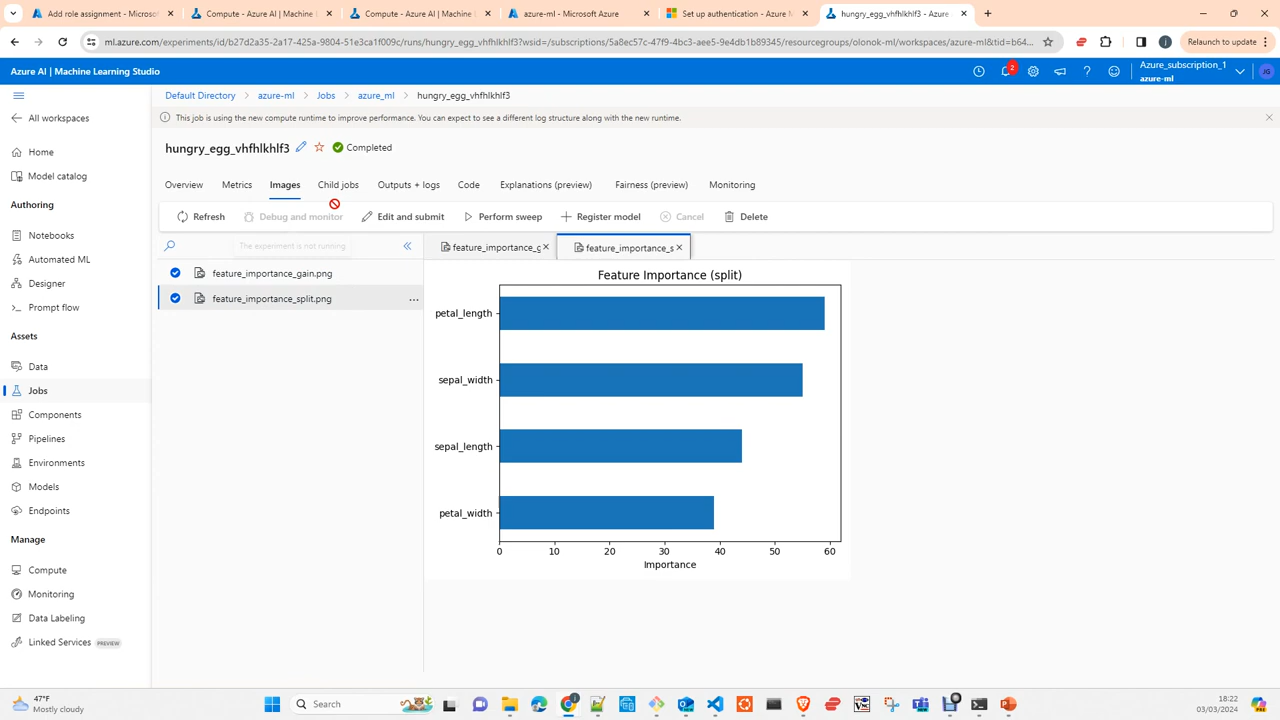 Add role assignment - Microsof
Compute - Azure AI | Machine L
Compute - Azure AI | Machine L
azure-ml - Microsoft Azure
Set up authentication - Azure M
hungry_egg_vhfhlkhlf3 - Azure
ml.azure.com/experiments/id/b27d2a35-2a17-425a-9804-51e3ca1f009c/runs/hungry_egg_vhfhlkhlf3?wsid=/subscriptions/5a8ec57c-47f9-4bc3-aee5-9e4db1b89345/resourcegroups/olonok-ml/workspaces/azure-ml&tid=b64...
Relaunch to update
Azure AI | Machine Learning Studio
2
Azure_subscription_1
azure-ml
JG
All workspaces
Home
Model catalog
Authoring
Notebooks
Automated ML
Designer
Prompt flow
Assets
Data
Jobs
Components
Pipelines
Environments
Models
Endpoints
Manage
Compute
Monitoring
Data Labeling
Linked Services PREVIEW
Default Directory > azure-ml > Jobs > azure_ml > hungry_egg_vhfhlkhlf3
This job is using the new compute runtime to improve performance. You can expect to see a different log structure along with the new runtime.
hungry_egg_vhfhlkhlf3 Completed
Overview Metrics Images Child jobs Outputs + logs Code Explanations (preview) Fairness (preview) Monitoring
Refresh Debug and monitor Edit and submit Perform sweep Register model Cancel Delete
The experiment is not running
feature_importance_gain.png
feature_importance_split.png
feature_importance_g
feature_importance_s
Feature Importance (split)
petal_length
sepal_width
sepal_length
petal_width
0 10 20 30 40 50 60
Importance
47°F
Mostly cloudy
Search
18:22
03/03/2024